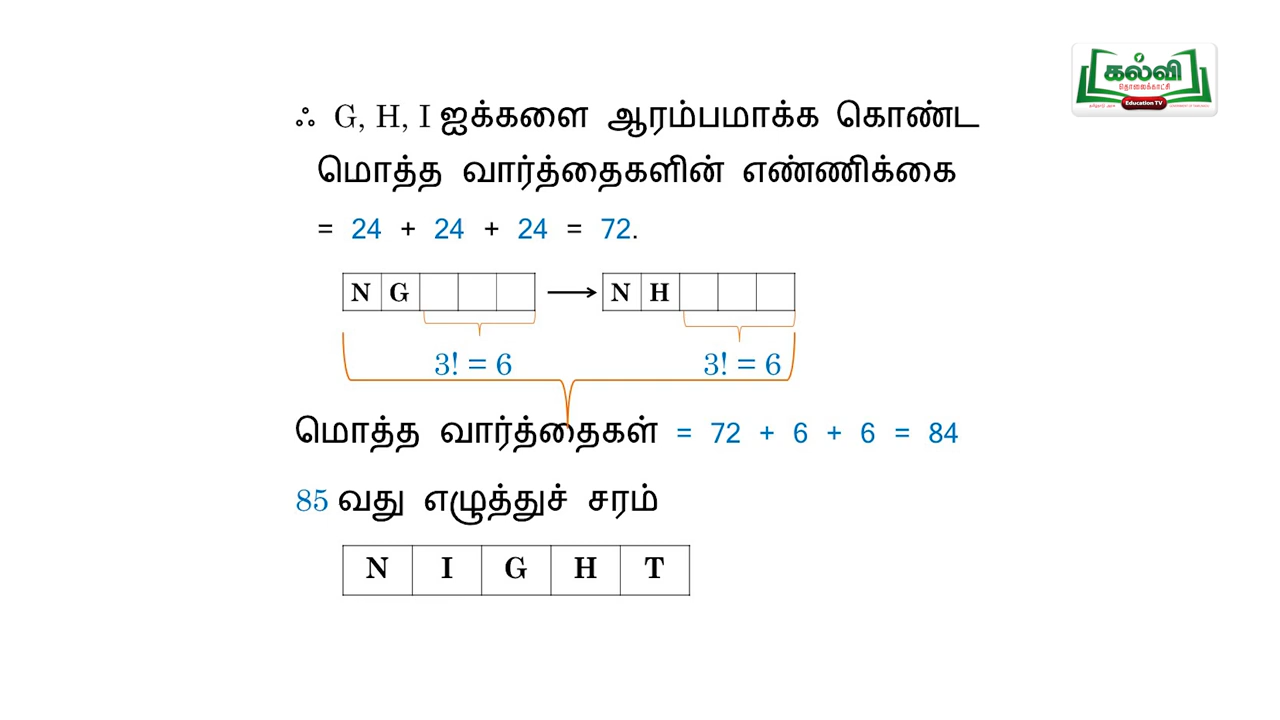 கல்வி
தொலைக்காட்சி
Education TV
∴ G, H, I ஐக்களை ஆரம்பமாக்க கொண்ட
மொத்த வார்த்தைகளின் எண்ணிக்கை
= 24 + 24 + 24 = 72.
N G → N H
3! = 6 3! = 6
மொத்த வார்த்தைகள் = 72 + 6 + 6 = 84
85 வது எழுத்துச் சரம்
N I G H T